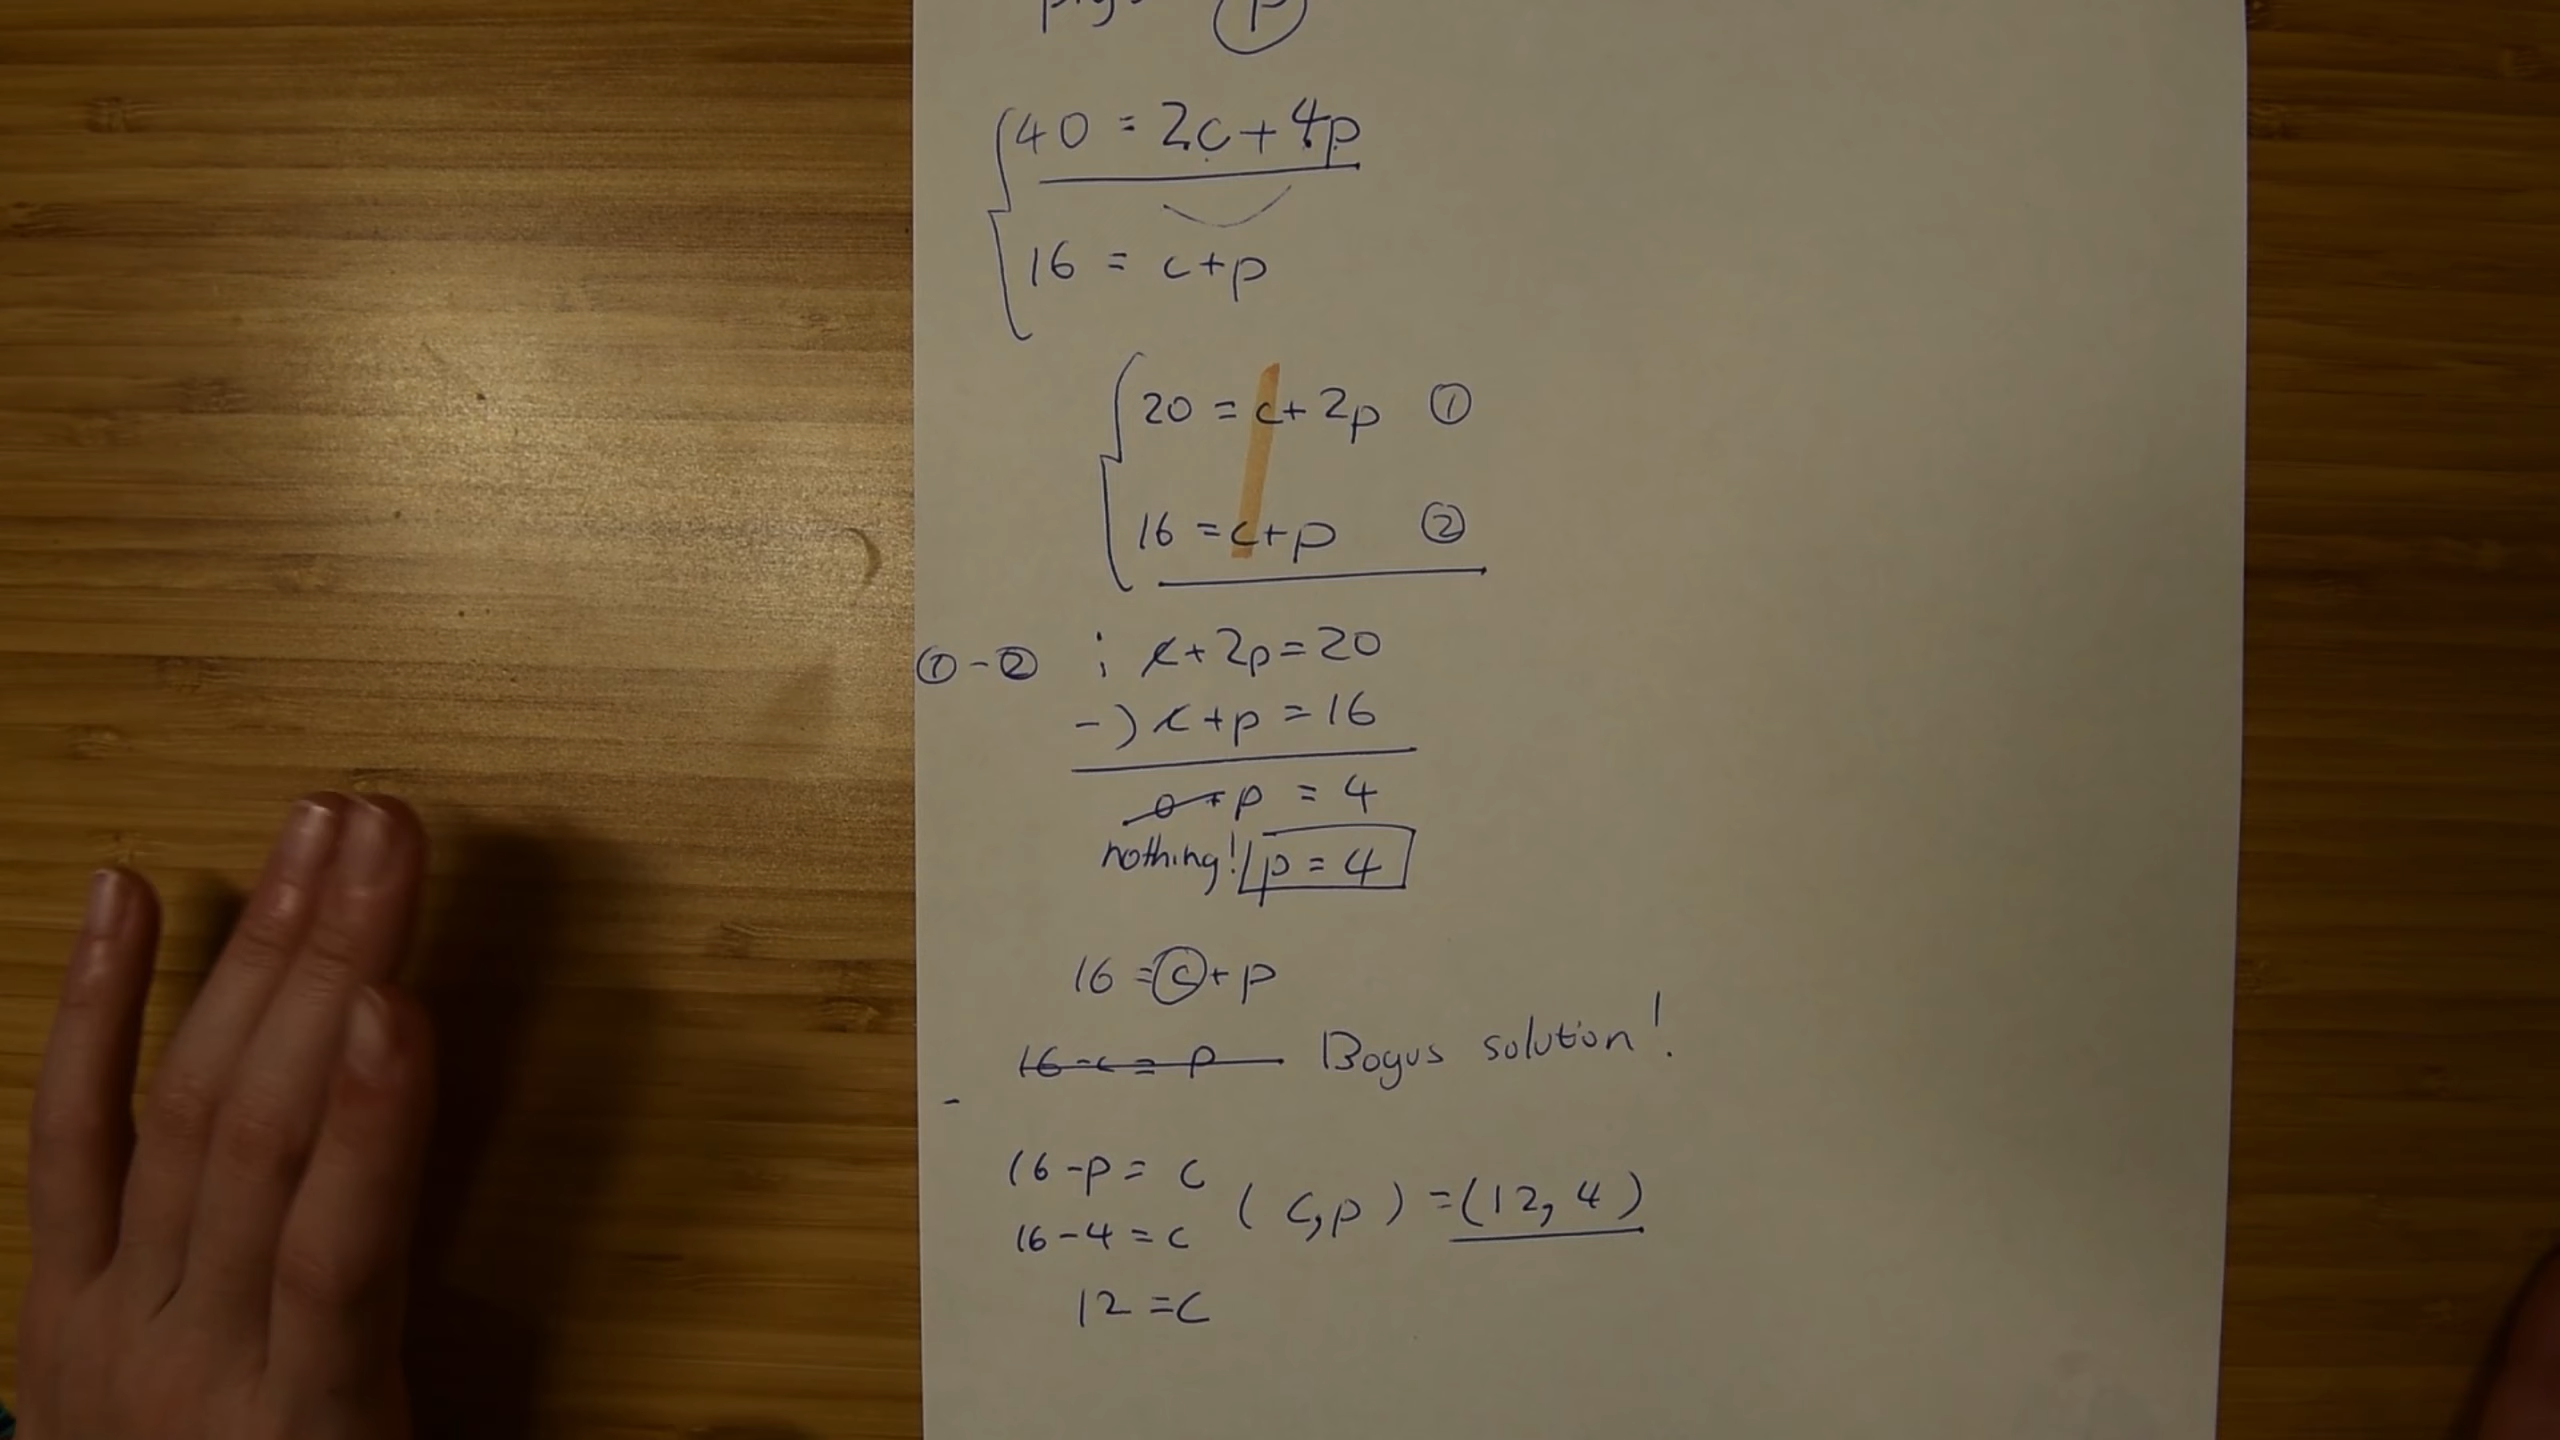 pigs p
40 = 2c+4p
16 = c+p
20 = c+2p ①
16 = c+p ②
①-② : c+2p=20
-) c+p=16
0+p = 4
nothing! p = 4
16 = c+p
16-c = p Bogus solution!
-
16-p = c
(c,p) = (12, 4)
16-4 = c
12 = c